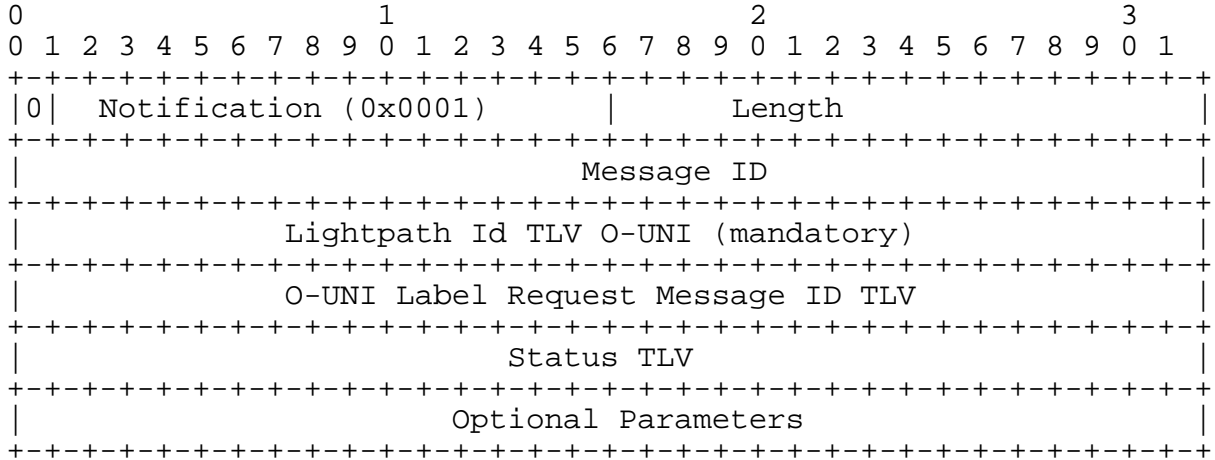 0                   1                   2                   3
0 1 2 3 4 5 6 7 8 9 0 1 2 3 4 5 6 7 8 9 0 1 2 3 4 5 6 7 8 9 0 1
+-+-+-+-+-+-+-+-+-+-+-+-+-+-+-+-+-+-+-+-+-+-+-+-+-+-+-+-+-+-+-+-+
|0|  Notification (0x0001)      |      Length                   |
+-+-+-+-+-+-+-+-+-+-+-+-+-+-+-+-+-+-+-+-+-+-+-+-+-+-+-+-+-+-+-+-+
|                              Message ID                       |
+-+-+-+-+-+-+-+-+-+-+-+-+-+-+-+-+-+-+-+-+-+-+-+-+-+-+-+-+-+-+-+-+
|              Lightpath Id TLV O-UNI (mandatory)               |
+-+-+-+-+-+-+-+-+-+-+-+-+-+-+-+-+-+-+-+-+-+-+-+-+-+-+-+-+-+-+-+-+
|              O-UNI Label Request Message ID TLV               |
+-+-+-+-+-+-+-+-+-+-+-+-+-+-+-+-+-+-+-+-+-+-+-+-+-+-+-+-+-+-+-+-+
|                          Status TLV                           |
+-+-+-+-+-+-+-+-+-+-+-+-+-+-+-+-+-+-+-+-+-+-+-+-+-+-+-+-+-+-+-+-+
|                       Optional Parameters                     |
+-+-+-+-+-+-+-+-+-+-+-+-+-+-+-+-+-+-+-+-+-+-+-+-+-+-+-+-+-+-+-+-+